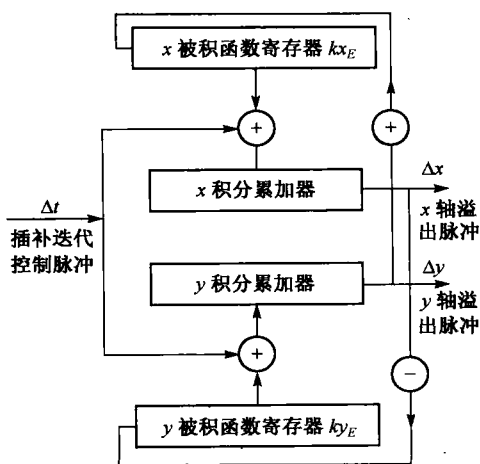 x 被积函数寄存器 kx_E
+
+
x 积分累加器
Δx
x 轴溢
出脉冲
Δt
插补迭代
控制脉冲
y 积分累加器
Δy
y 轴溢
出脉冲
+
−
y 被积函数寄存器 ky_E